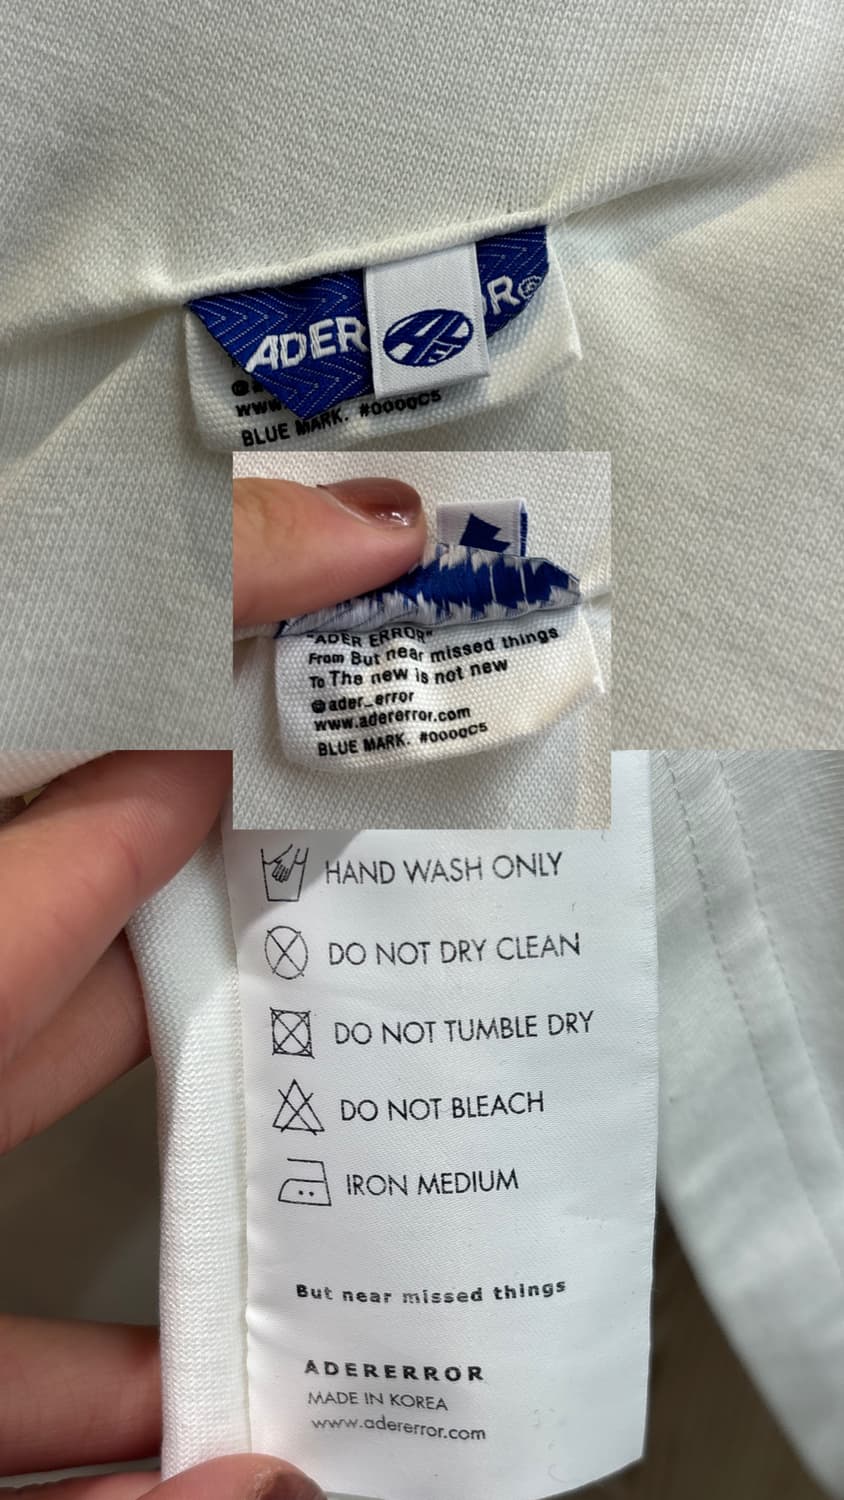 ADER
R®
www.
BLUE MARK. #0000C5
"ADER ERROR"
From But near missed things
To The new is not new
@ader_error
www.adererror.com
BLUE MARK. #0000C5
HAND WASH ONLY
DO NOT DRY CLEAN
DO NOT TUMBLE DRY
DO NOT BLEACH
IRON MEDIUM
But near missed things
ADERERROR
MADE IN KOREA
www.adererror.com